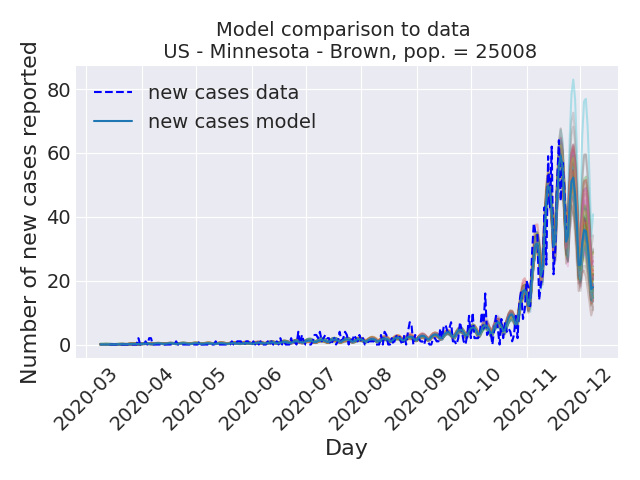 Model comparison to data
US - Minnesota - Brown, pop. = 25008
new cases data
new cases model
Number of new cases reported
80
60
40
20
0
2020-03
2020-04
2020-05
2020-06
2020-07
2020-08
2020-09
2020-10
2020-11
2020-12
Day